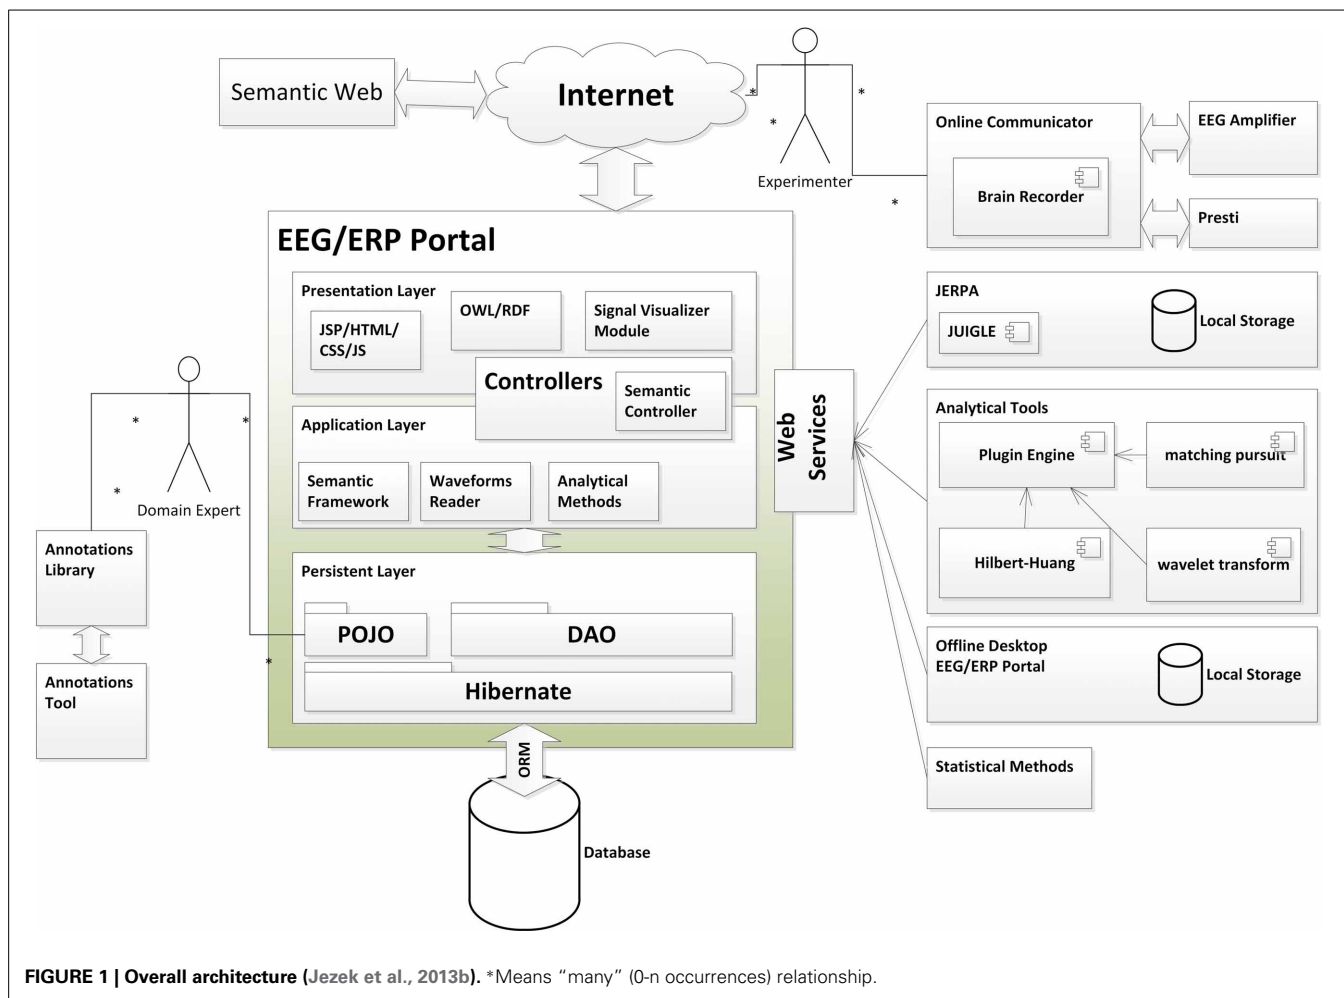 Semantic Web
Internet
*
*
*
Experimenter
*
Online Communicator
Brain Recorder
EEG Amplifier
Presti
EEG/ERP Portal
Presentation Layer
JSP/HTML/
CSS/JS
OWL/RDF
Signal Visualizer
Module
Controllers
Semantic
Controller
Application Layer
Semantic
Framework
Waveforms
Reader
Analytical
Methods
Persistent Layer
POJO
DAO
Hibernate
ORM
Database
Web
Services
*
*
*
Domain Expert
*
Annotations
Library
Annotations
Tool
JERPA
JUIGLE
Local Storage
Analytical Tools
Plugin Engine
matching pursuit
Hilbert-Huang
wavelet transform
Offline Desktop
EEG/ERP Portal
Local Storage
Statistical Methods
FIGURE 1 | Overall architecture (Jezek et al., 2013b). *Means “many” (0-n occurrences) relationship.